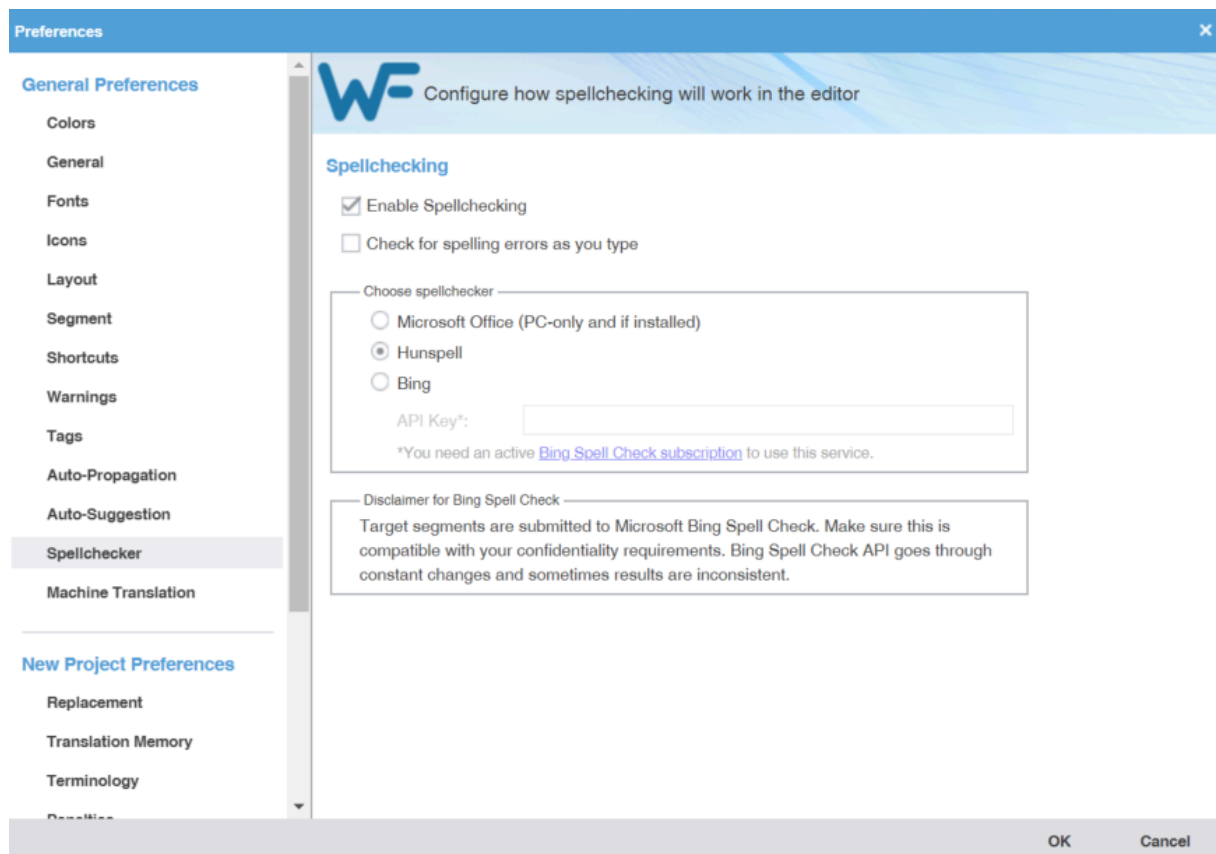 Preferences
General Preferences
Colors
General
Fonts
Icons
Layout
Segment
Shortcuts
Warnings
Tags
Auto-Propagation
Auto-Suggestion
Spellchecker
Machine Translation
New Project Preferences
Replacement
Translation Memory
Terminology
Penalties
WF
Configure how spellchecking will work in the editor
Spellchecking
Enable Spellchecking
Check for spelling errors as you type
Choose spellchecker
Microsoft Office (PC-only and if installed)
Hunspell
Bing
API Key*:
*You need an active Bing Spell Check subscription to use this service.
Disclaimer for Bing Spell Check
Target segments are submitted to Microsoft Bing Spell Check. Make sure this is
compatible with your confidentiality requirements. Bing Spell Check API goes through
constant changes and sometimes results are inconsistent.
OK Cancel